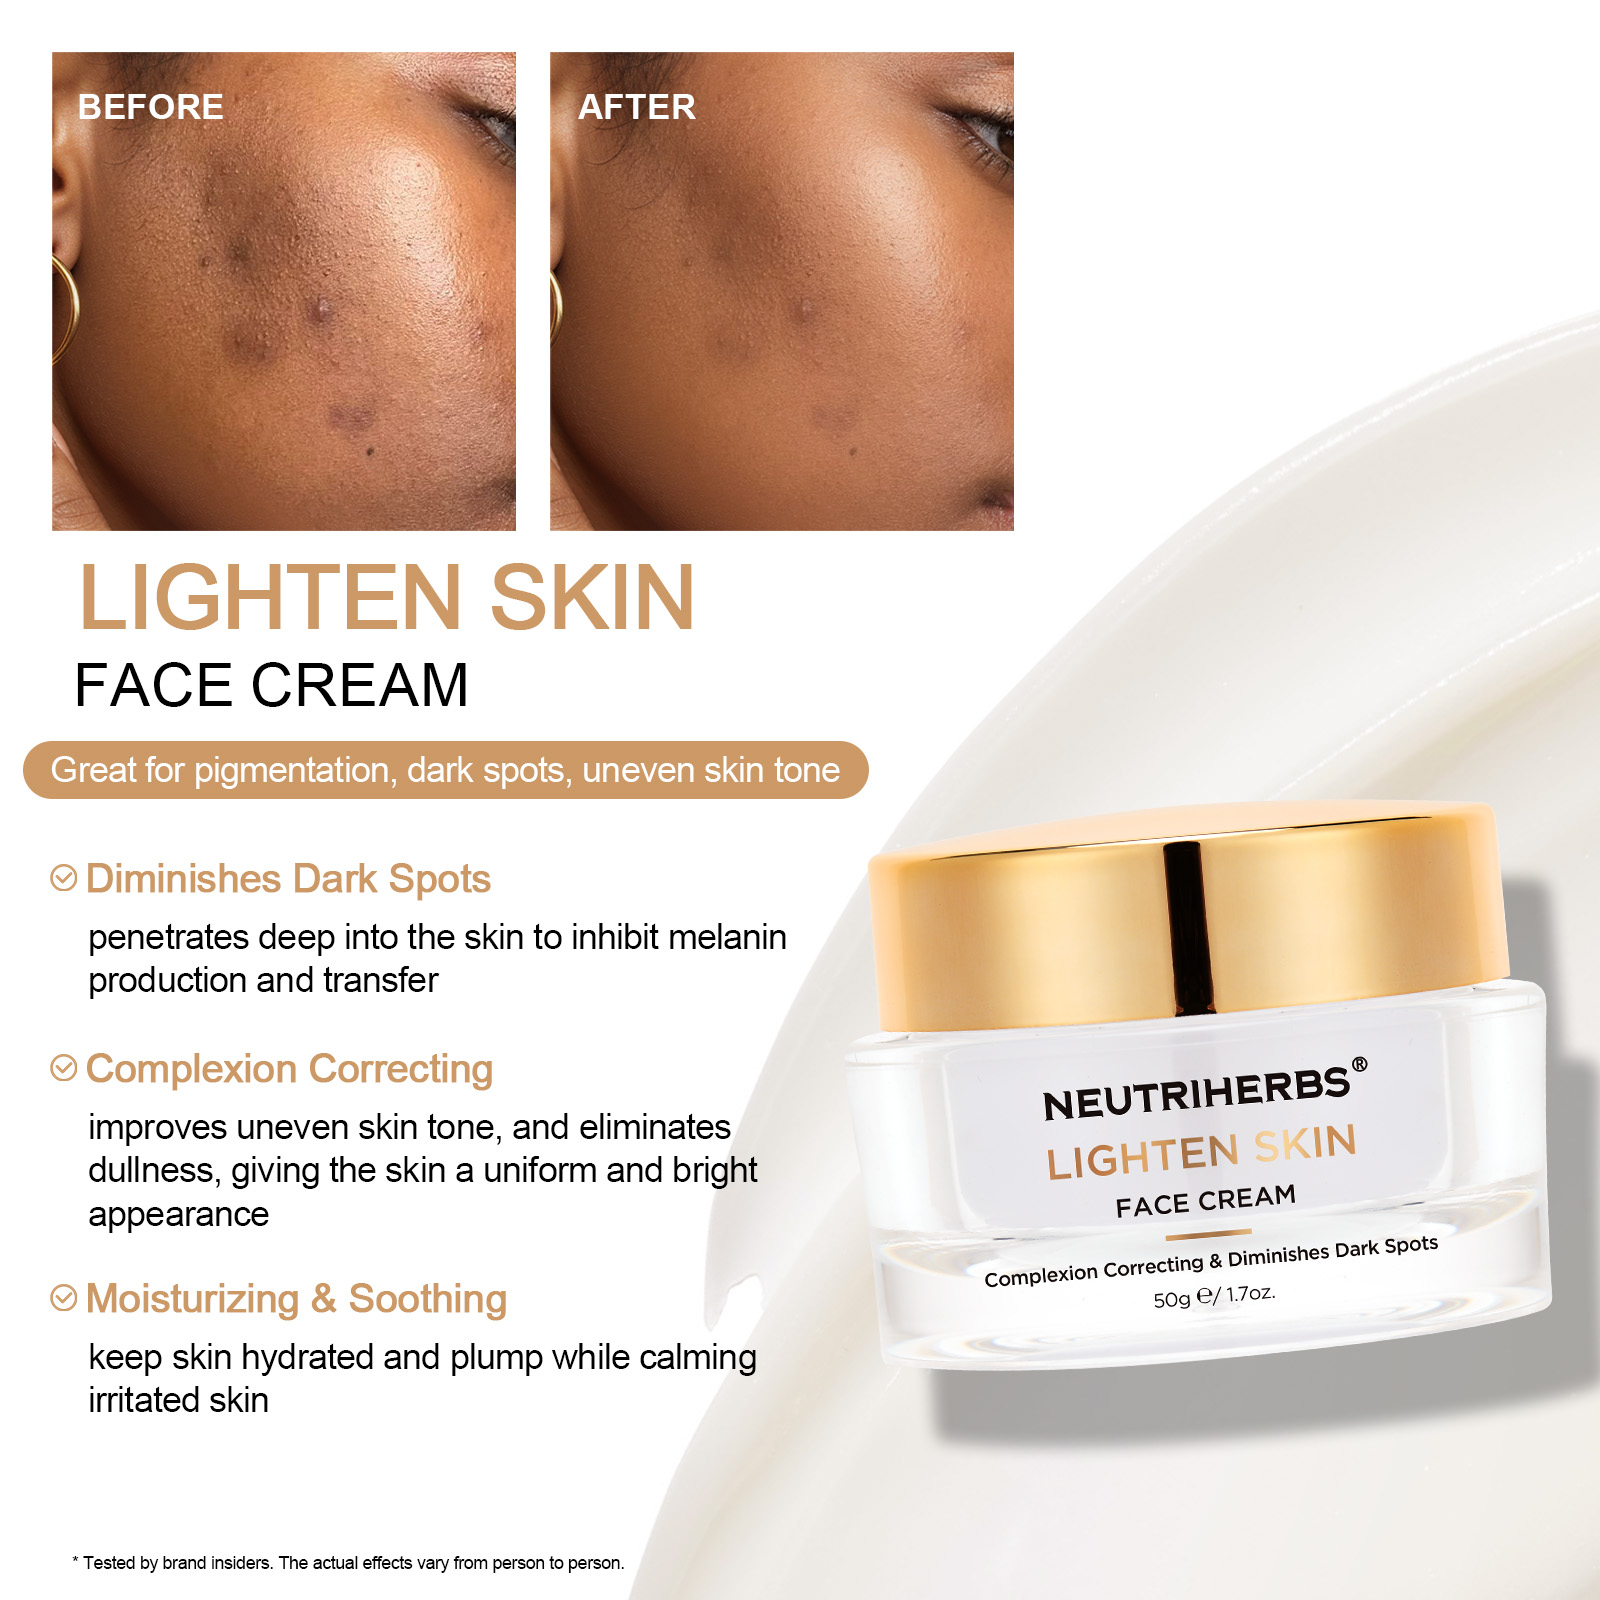 BEFORE
AFTER
LIGHTEN SKIN
FACE CREAM
Great for pigmentation, dark spots, uneven skin tone
Diminishes Dark Spots
penetrates deep into the skin to inhibit melanin
production and transfer
Complexion Correcting
improves uneven skin tone, and eliminates
dullness, giving the skin a uniform and bright
appearance
Moisturizing & Soothing
keep skin hydrated and plump while calming
irritated skin
NEUTRIHERBS®
LIGHTEN SKIN
FACE CREAM
Complexion Correcting & Diminishes Dark Spots
50g ℮/ 1.7oz.
* Tested by brand insiders. The actual effects vary from person to person.